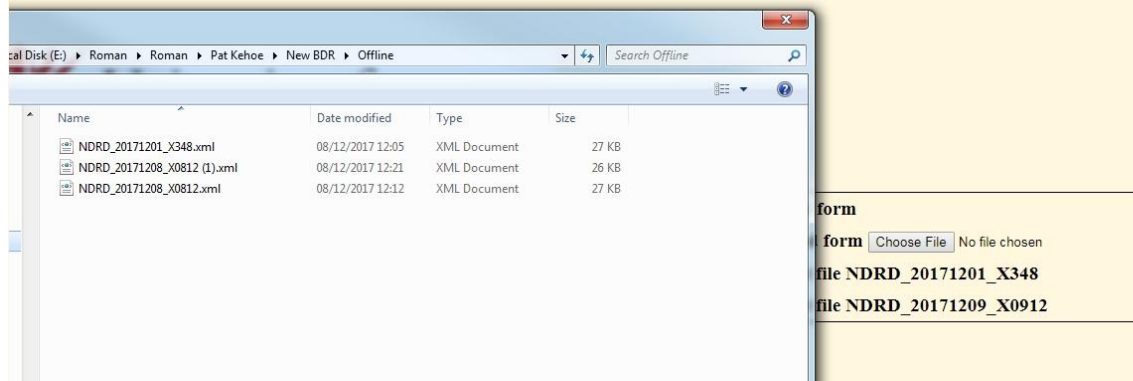 cal Disk (E:) ▸ Roman ▸ Roman ▸ Pat Kehoe ▸ New BDR ▸ Offline
Search Offline
Name Date modified Type Size
NDRD_20171201_X348.xml 08/12/2017 12:05 XML Document 27 KB
NDRD_20171208_X0812 (1).xml 08/12/2017 12:21 XML Document 26 KB
NDRD_20171208_X0812.xml 08/12/2017 12:12 XML Document 27 KB
form
form Choose File No file chosen
file NDRD_20171201_X348
file NDRD_20171209_X0912